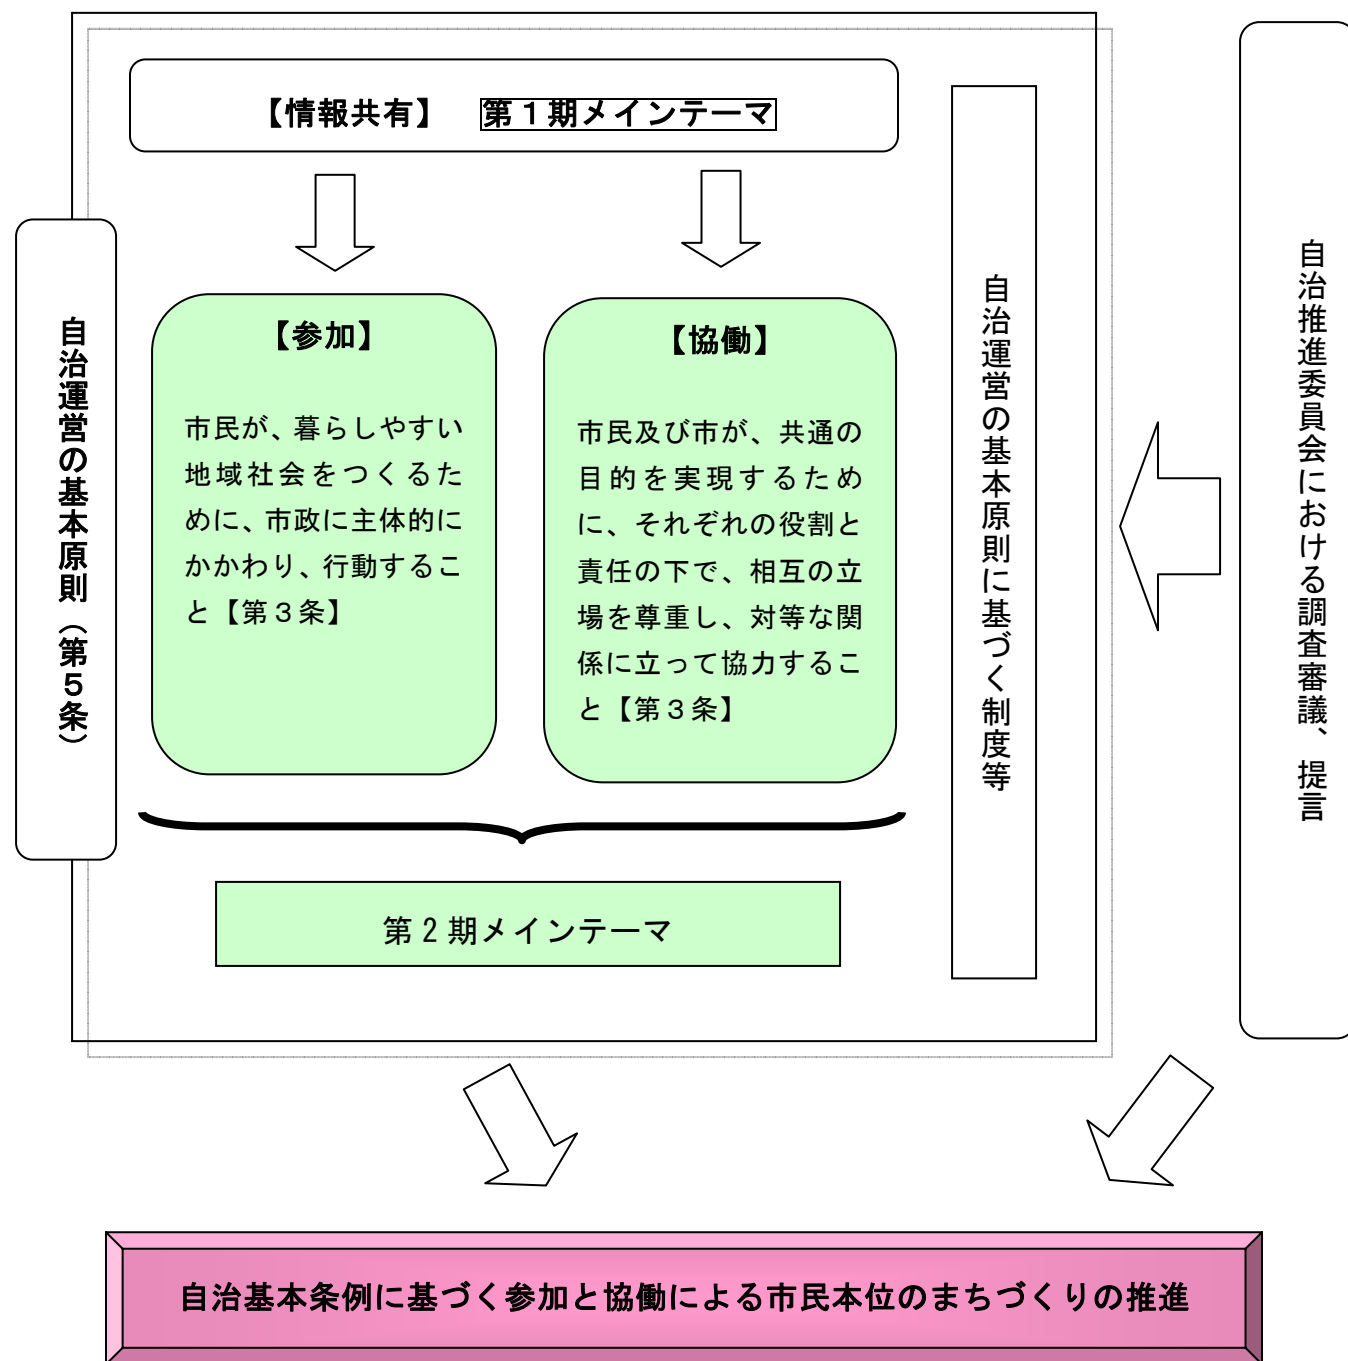 【情報共有】 第１期メインテーマ
自治運営の基本原則（第５条）
【参加】
市民が、暮らしやすい
地域社会をつくるた
めに、市政に主体的に
かかわり、行動するこ
と【第３条】
【協働】
市民及び市が、共通の
目的を実現するため
に、それぞれの役割と
責任の下で、相互の立
場を尊重し、対等な関
係に立って協力するこ
と【第３条】
第２期メインテーマ
自治運営の基本原則に基づく制度等
自治推進委員会における調査審議、提言
自治基本条例に基づく参加と協働による市民本位のまちづくりの推進